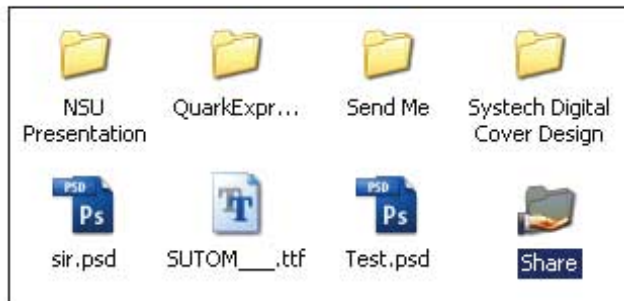 NSU
Presentation
QuarkExpr...
Send Me
Systech Digital
Cover Design
PSD
Ps
sir.psd
TT
SUTOM___.ttf
PSD
Ps
Test.psd
Share